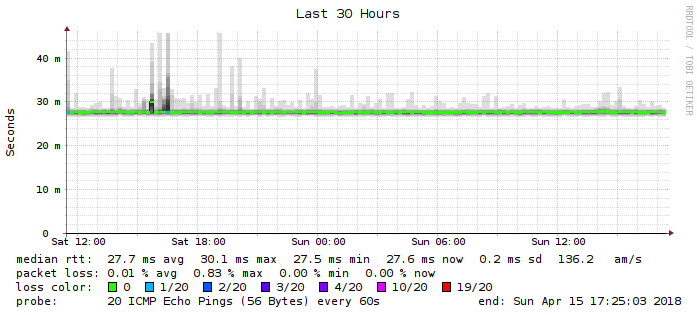 Last 30 Hours
RRDTOOL / TOBI OETIKER
Seconds
40 m
30 m
20 m
10 m
0
Sat 12:00 Sat 18:00 Sun 00:00 Sun 06:00 Sun 12:00
median rtt: 27.7 ms avg 30.1 ms max 27.5 ms min 27.6 ms now 0.2 ms sd 136.2 am/s
packet loss: 0.01 % avg 0.83 % max 0.00 % min 0.00 % now
loss color: 0 1/20 2/20 3/20 4/20 10/20 19/20
probe: 20 ICMP Echo Pings (56 Bytes) every 60s end: Sun Apr 15 17:25:03 2018